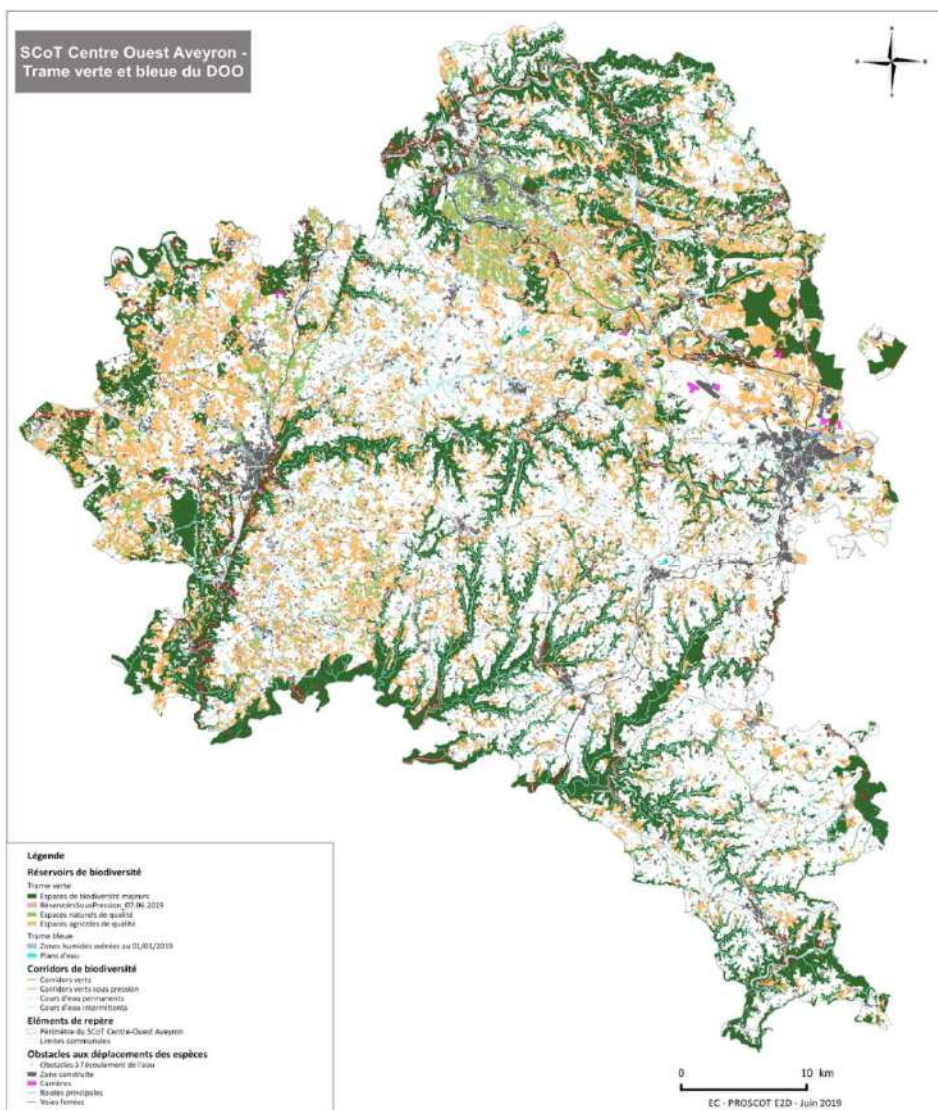 SCoT Centre Ouest Aveyron -
Trame verte et bleue du DOO
Légende
Réservoirs de biodiversité
Trame verte
Espaces de biodiversité majeurs
RéservoirsSousPression_07.06.2019
Espaces naturels de qualité
Espaces agricoles de qualité
Trame bleue
Zones humides avérées au 01/01/2019
Plans d'eau
Corridors de biodiversité
Corridors verts
Corridors verts sous pression
Cours d'eau permanents
Cours d'eau intermittents
Eléments de repère
Périmètre du SCoT Centre-Ouest Aveyron
Limites communales
Obstacles aux déplacements des espèces
Obstacles à l'écoulement de l'eau
Zone construite
Carrières
Routes principales
Voies ferrées
0 10 km
EC - PROSCOT E2D - Juin 2019